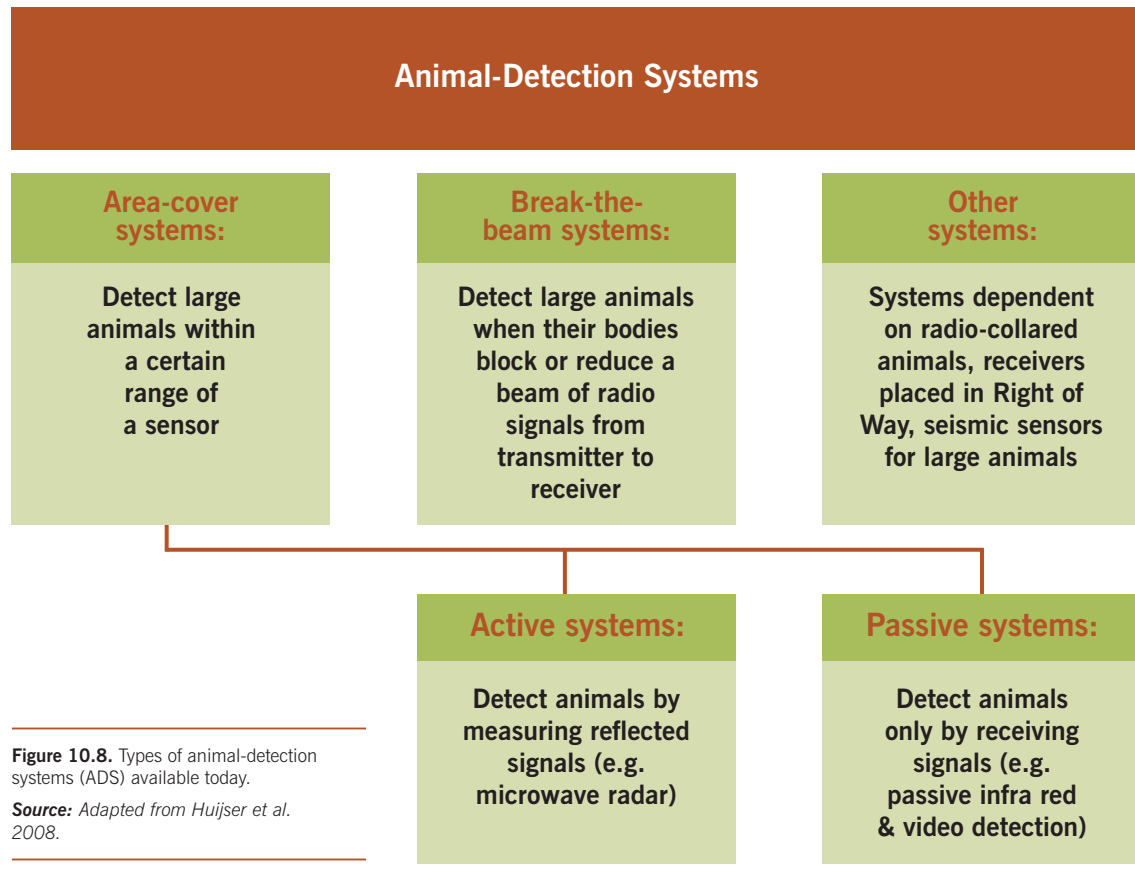 Animal-Detection Systems
Area-cover
systems:
Detect large
animals within
a certain
range of
a sensor
Break-the-
beam systems:
Detect large animals
when their bodies
block or reduce a
beam of radio
signals from
transmitter to
receiver
Other
systems:
Systems dependent
on radio-collared
animals, receivers
placed in Right of
Way, seismic sensors
for large animals
Active systems:
Detect animals by
measuring reflected
signals (e.g.
microwave radar)
Passive systems:
Detect animals
only by receiving
signals (e.g.
passive infra red
& video detection)
Figure 10.8. Types of animal-detection
systems (ADS) available today.
Source: Adapted from Huijser et al.
2008.